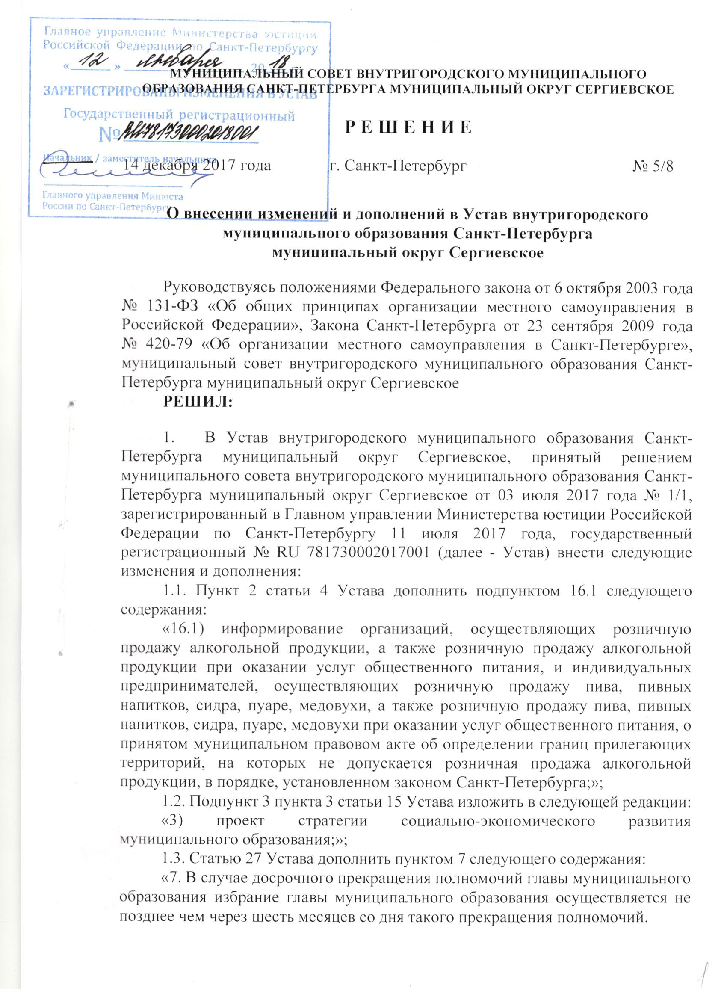 Главное управление Министерства юстиции
Российской Федерации по Санкт-Петербургу
« 12 » января 2018 г.
ЗАРЕГИСТРИРОВАНЫ ИЗМЕНЕНИЯ В УСТАВ
Государственный регистрационный
№ RU781730002018001
Начальник / заместитель начальника
Главного управления Минюста
России по Санкт-Петербургу
МУНИЦИПАЛЬНЫЙ СОВЕТ ВНУТРИГОРОДСКОГО МУНИЦИПАЛЬНОГО
ОБРАЗОВАНИЯ САНКТ-ПЕТЕРБУРГА МУНИЦИПАЛЬНЫЙ ОКРУГ СЕРГИЕВСКОЕ
Р Е Ш Е Н И Е
14 декабря 2017 года г. Санкт-Петербург № 5/8
О внесении изменений и дополнений в Устав внутригородского
муниципального образования Санкт-Петербурга
муниципальный округ Сергиевское
Руководствуясь положениями Федерального закона от 6 октября 2003 года
№ 131-ФЗ «Об общих принципах организации местного самоуправления в
Российской Федерации», Закона Санкт-Петербурга от 23 сентября 2009 года
№ 420-79 «Об организации местного самоуправления в Санкт-Петербурге»,
муниципальный совет внутригородского муниципального образования Санкт-
Петербурга муниципальный округ Сергиевское
РЕШИЛ:
1. В Устав внутригородского муниципального образования Санкт-
Петербурга муниципальный округ Сергиевское, принятый решением
муниципального совета внутригородского муниципального образования Санкт-
Петербурга муниципальный округ Сергиевское от 03 июля 2017 года № 1/1,
зарегистрированный в Главном управлении Министерства юстиции Российской
Федерации по Санкт-Петербургу 11 июля 2017 года, государственный
регистрационный № RU 781730002017001 (далее - Устав) внести следующие
изменения и дополнения:
1.1. Пункт 2 статьи 4 Устава дополнить подпунктом 16.1 следующего
содержания:
«16.1) информирование организаций, осуществляющих розничную
продажу алкогольной продукции, а также розничную продажу алкогольной
продукции при оказании услуг общественного питания, и индивидуальных
предпринимателей, осуществляющих розничную продажу пива, пивных
напитков, сидра, пуаре, медовухи, а также розничную продажу пива, пивных
напитков, сидра, пуаре, медовухи при оказании услуг общественного питания, о
принятом муниципальном правовом акте об определении границ прилегающих
территорий, на которых не допускается розничная продажа алкогольной
продукции, в порядке, установленном законом Санкт-Петербурга;»;
1.2. Подпункт 3 пункта 3 статьи 15 Устава изложить в следующей редакции:
«3) проект стратегии социально-экономического развития
муниципального образования;»;
1.3. Статью 27 Устава дополнить пунктом 7 следующего содержания:
«7. В случае досрочного прекращения полномочий главы муниципального
образования избрание главы муниципального образования осуществляется не
позднее чем через шесть месяцев со дня такого прекращения полномочий.
1